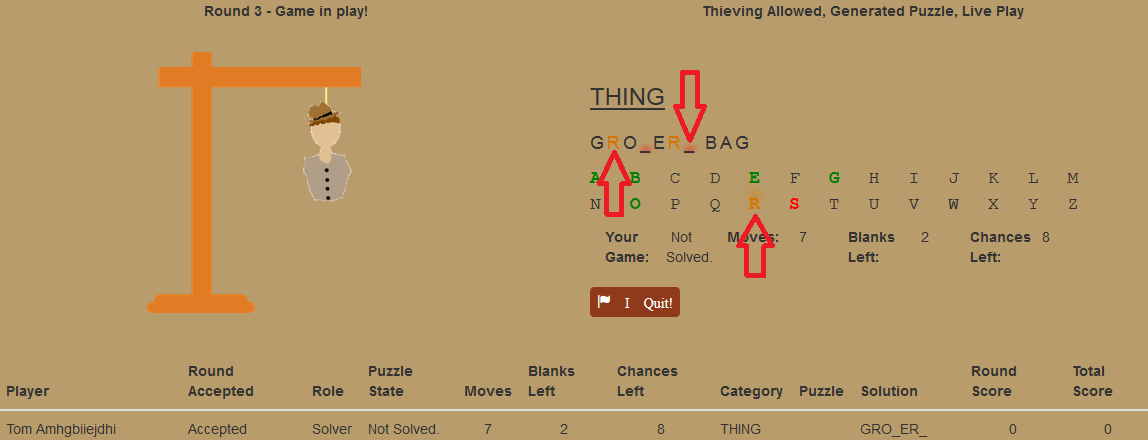 Round 3 - Game in play!
Thieving Allowed, Generated Puzzle, Live Play
THING
GRO_ER_ BAG
A B C D E F G H I J K L M
N O P Q R S T U V W X Y Z
Your Game: Not Solved. Moves: 7 Blanks Left: 2 Chances Left: 8
I Quit!
Player Round Accepted Role Puzzle State Moves Blanks Left Chances Left Category Puzzle Solution Round Score Total Score
Tom Amhgbiiejdhi Accepted Solver Not Solved. 7 2 8 THING GRO_ER_ 0 0